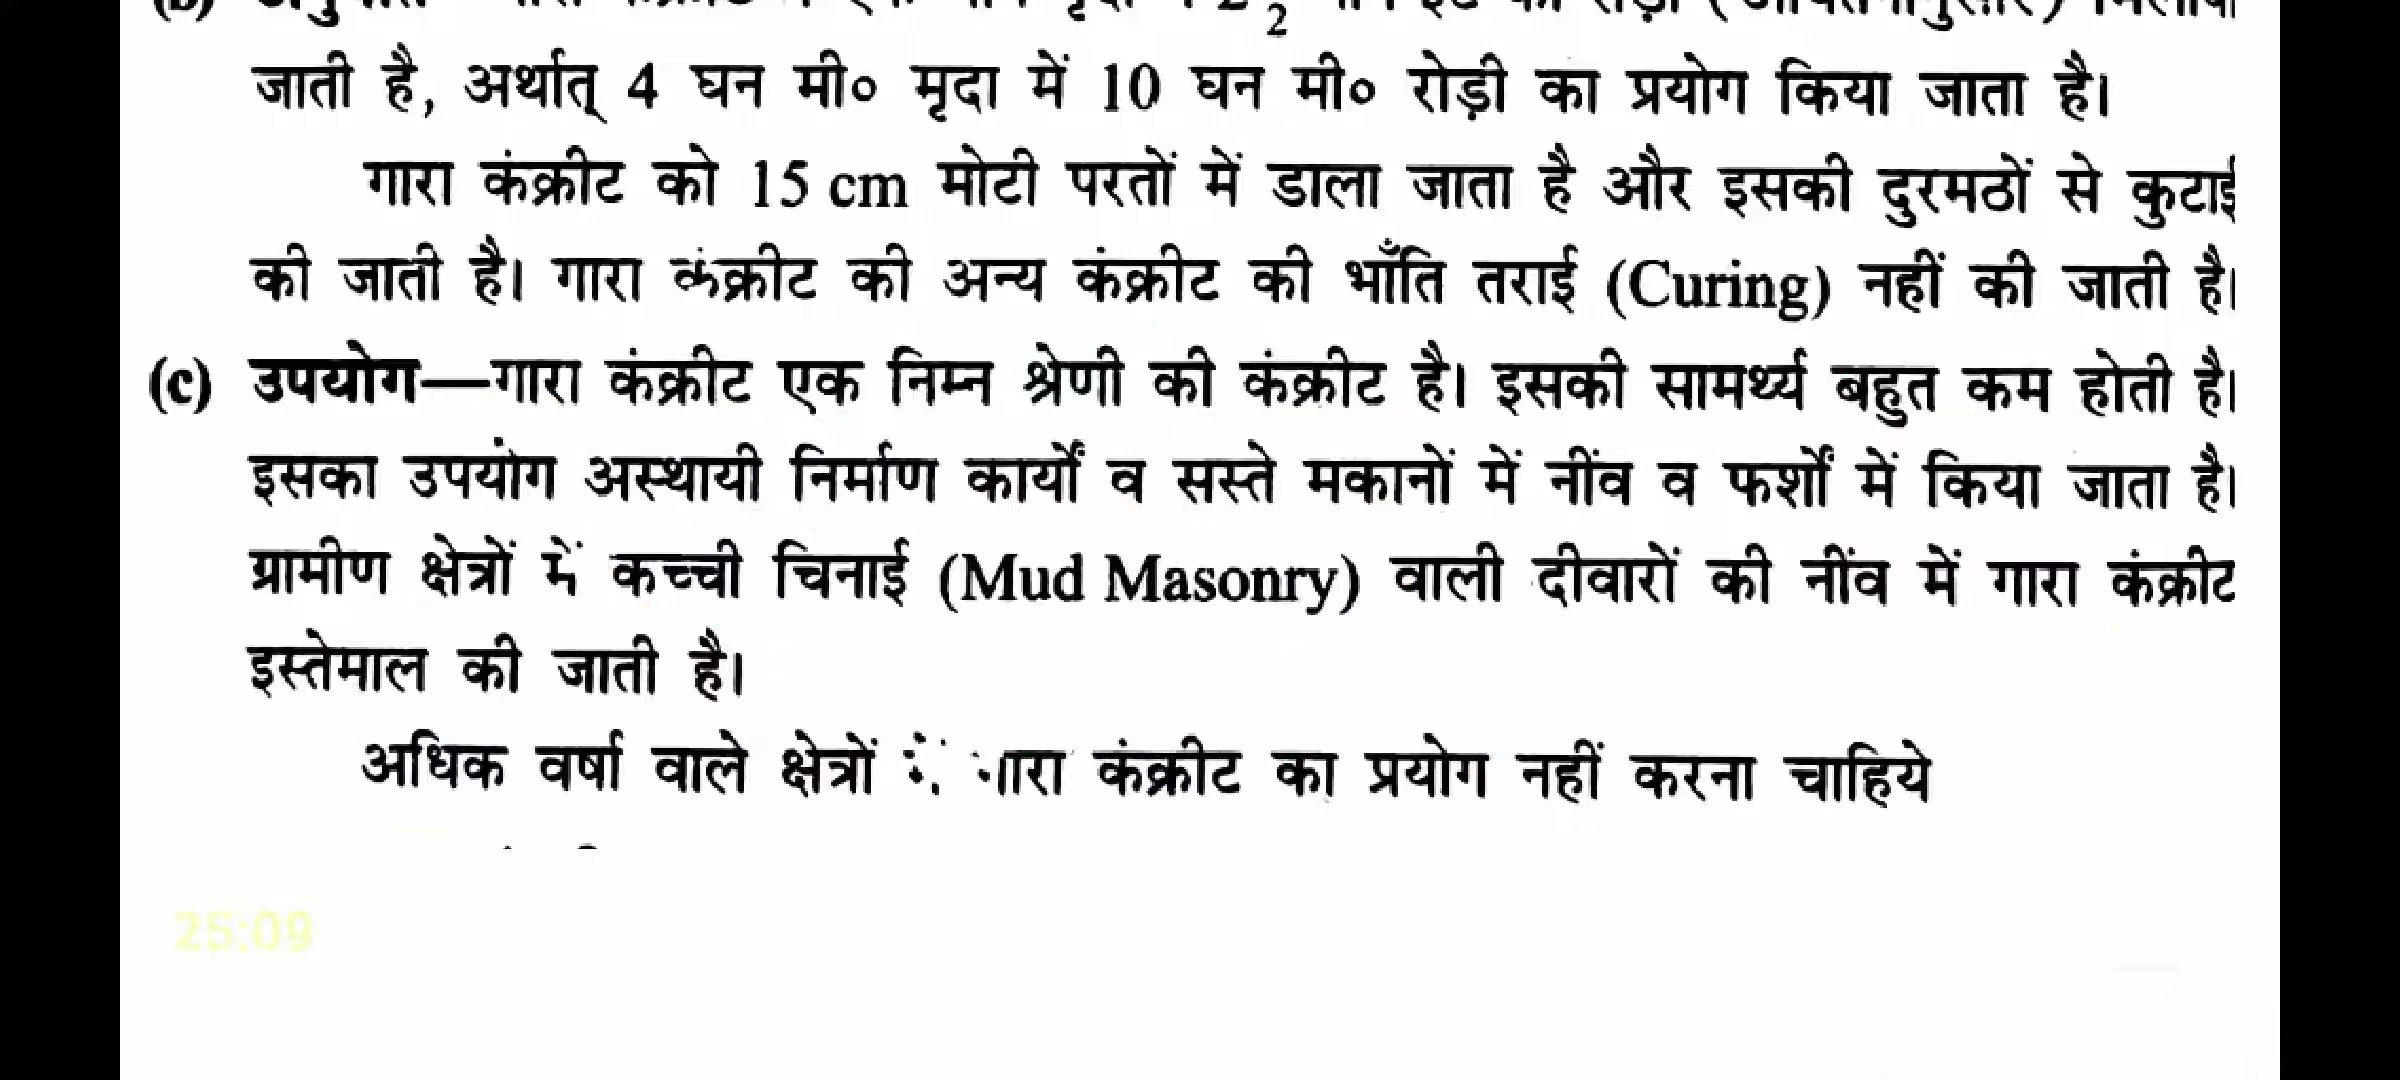 जाती है, अर्थात् 4 घन मी० मृदा में 10 घन मी० रोड़ी का प्रयोग किया जाता है।
गारा कंक्रीट को 15 cm मोटी परतों में डाला जाता है और इसकी दुरमठों से कुटाई
की जाती है। गारा कंक्रीट की अन्य कंक्रीट की भाँति तराई (Curing) नहीं की जाती है।
(c) उपयोग—गारा कंक्रीट एक निम्न श्रेणी की कंक्रीट है। इसकी सामर्थ्य बहुत कम होती है।
इसका उपयोग अस्थायी निर्माण कार्यों व सस्ते मकानों में नींव व फर्शों में किया जाता है।
ग्रामीण क्षेत्रों में कच्ची चिनाई (Mud Masonry) वाली दीवारों की नींव में गारा कंक्रीट
इस्तेमाल की जाती है।
अधिक वर्षा वाले क्षेत्रों में गारा कंक्रीट का प्रयोग नहीं करना चाहिये
25:09